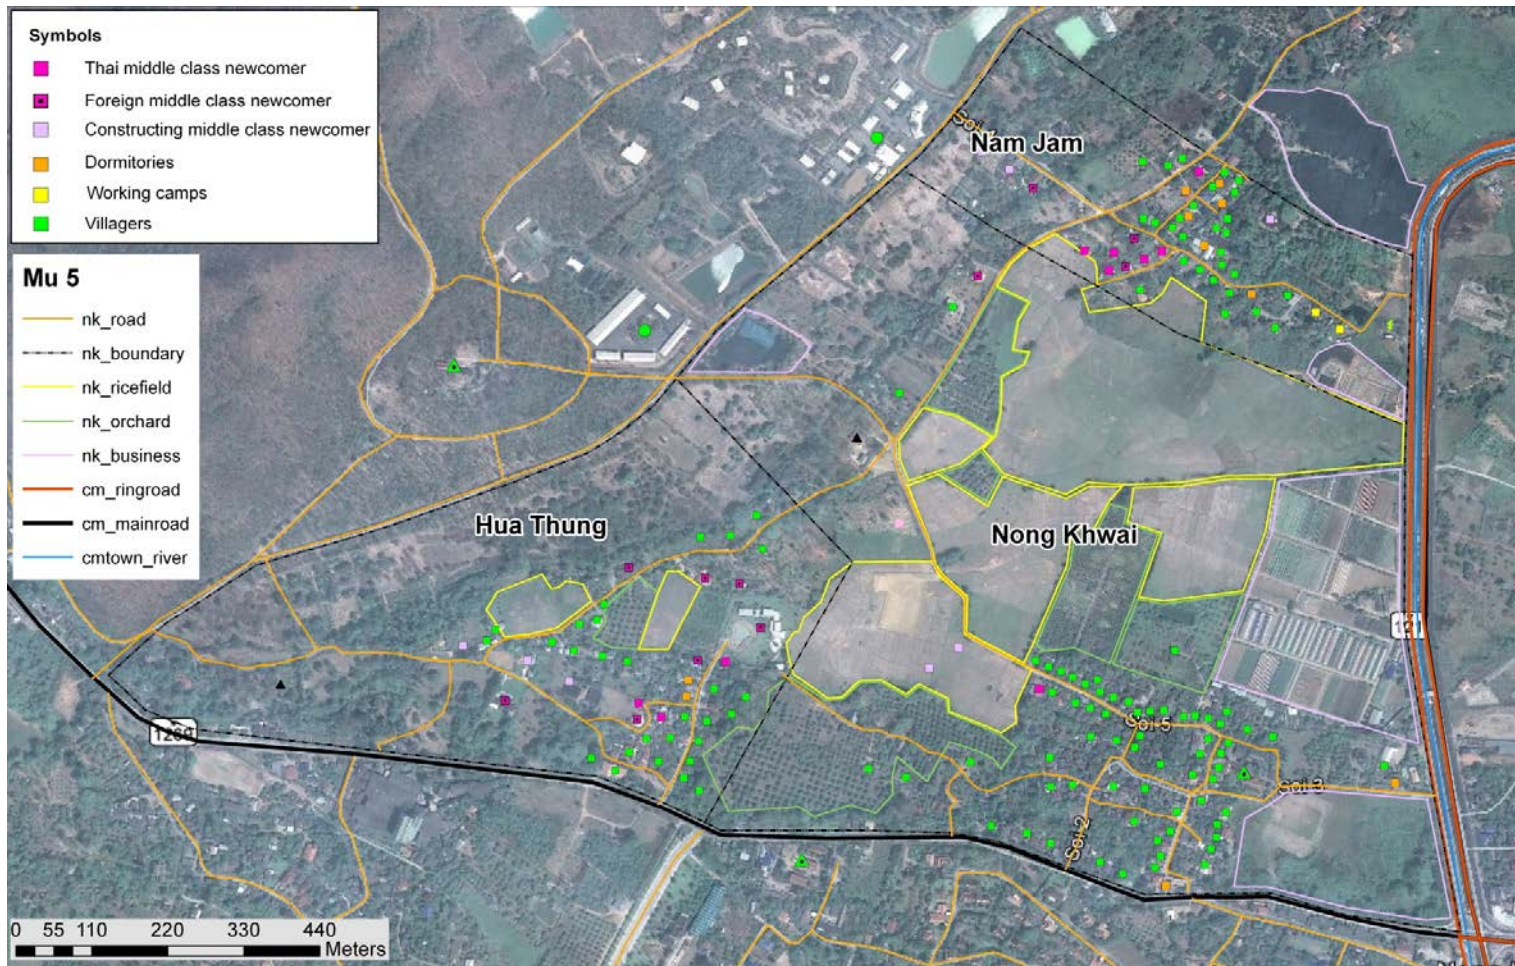 Symbols
Thai middle class newcomer
Foreign middle class newcomer
Constructing middle class newcomer
Dormitories
Working camps
Villagers
Mu 5
nk_road
nk_boundary
nk_ricefield
nk_orchard
nk_business
cm_ringroad
cm_mainroad
cmtown_river
Nam Jam
Hua Thung
Nong Khwai
121
1269
Soi 5
Soi 3
Soi 2
0 55 110 220 330 440
Meters